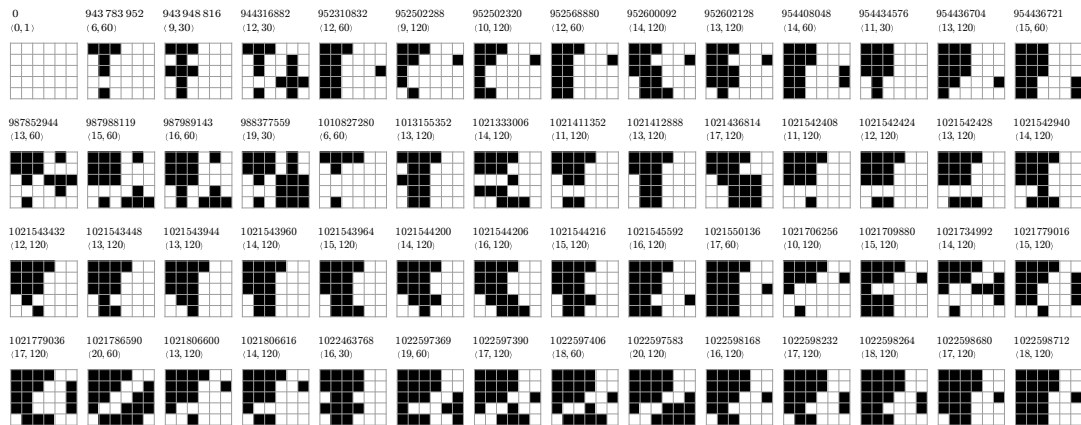 0 943 783 952 943 948 816 944316882 952310832 952502288 952502320 952568880 952600092 952602128 954408048 954434576 954436704 954436721
(0, 1) (6, 60) (9, 30) (12, 30) (12, 60) (9, 120) (10, 120) (12, 60) (14, 120) (13, 120) (14, 60) (11, 30) (13, 120) (15, 60)
987852944 987988119 987989143 988377559 1010827280 1013155352 1021333006 1021411352 1021412888 1021436814 1021542408 1021542424 1021542428 1021542940
(13, 60) (15, 60) (16, 60) (19, 30) (6, 60) (13, 120) (14, 120) (11, 120) (13, 120) (17, 120) (11, 120) (12, 120) (13, 120) (14, 120)
1021543432 1021543448 1021543944 1021543960 1021543964 1021544200 1021544206 1021544216 1021545592 1021550136 1021706256 1021709880 1021734992 1021779016
(12, 120) (13, 120) (13, 120) (14, 120) (15, 120) (14, 120) (16, 120) (15, 120) (16, 120) (17, 60) (10, 120) (15, 120) (14, 120) (15, 120)
1021779036 1021786590 1021806600 1021806616 1022463768 1022597369 1022597390 1022597406 1022597583 1022598168 1022598232 1022598264 1022598680 1022598712
(17, 120) (20, 60) (13, 120) (14, 120) (16, 30) (19, 60) (17, 120) (18, 60) (20, 120) (16, 120) (17, 120) (18, 120) (17, 120) (18, 120)